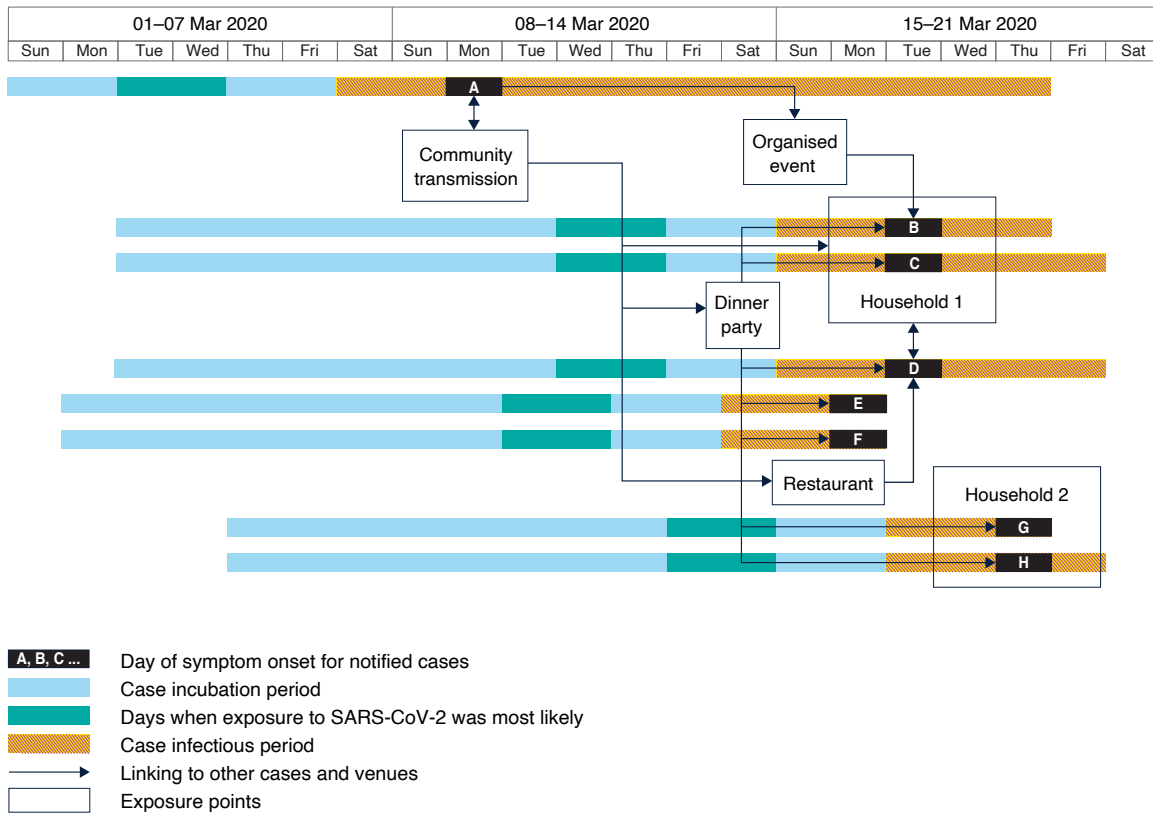 01–07 Mar 2020 08–14 Mar 2020 15–21 Mar 2020
Sun Mon Tue Wed Thu Fri Sat Sun Mon Tue Wed Thu Fri Sat Sun Mon Tue Wed Thu Fri Sat
A
Community
transmission
Organised
event
B
C
Dinner
party
Household 1
D
E
F
Restaurant
Household 2
G
H
A, B, C ... Day of symptom onset for notified cases
Case incubation period
Days when exposure to SARS-CoV-2 was most likely
Case infectious period
Linking to other cases and venues
Exposure points